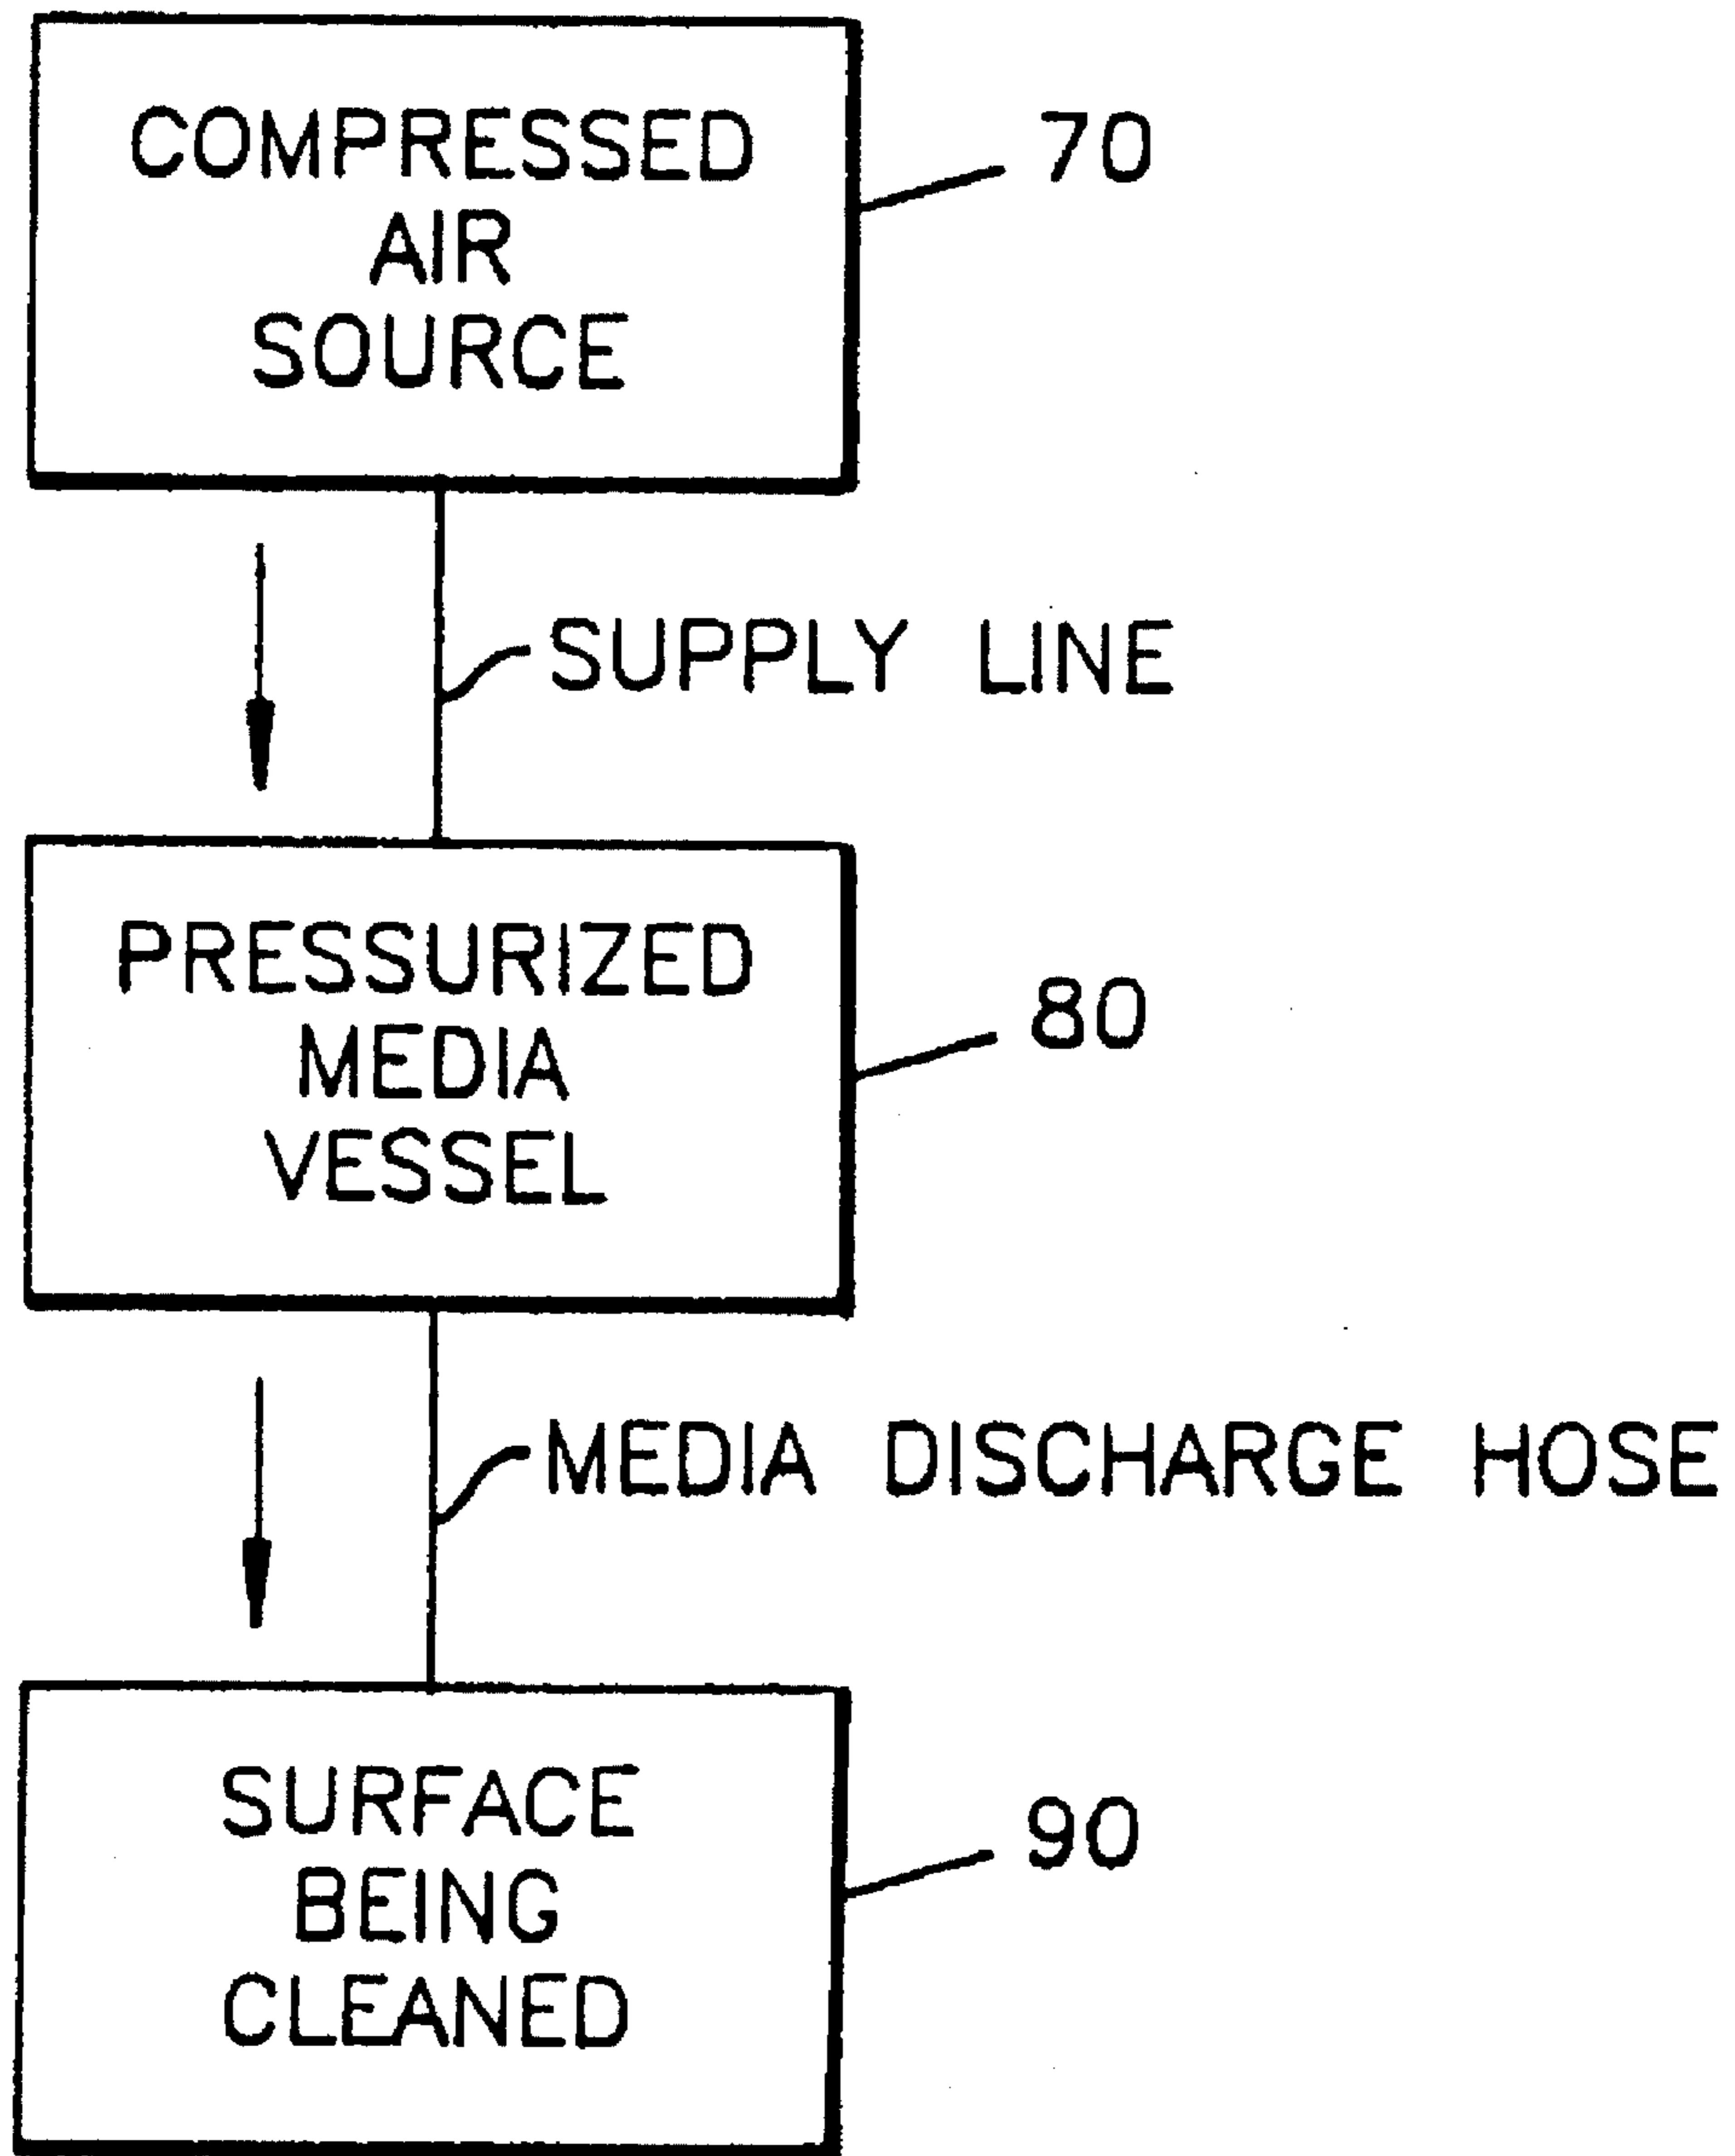 COMPRESSED
AIR
SOURCE
70
SUPPLY LINE
PRESSURIZED
MEDIA
VESSEL
80
MEDIA DISCHARGE HOSE
SURFACE
BEING
CLEANED
90